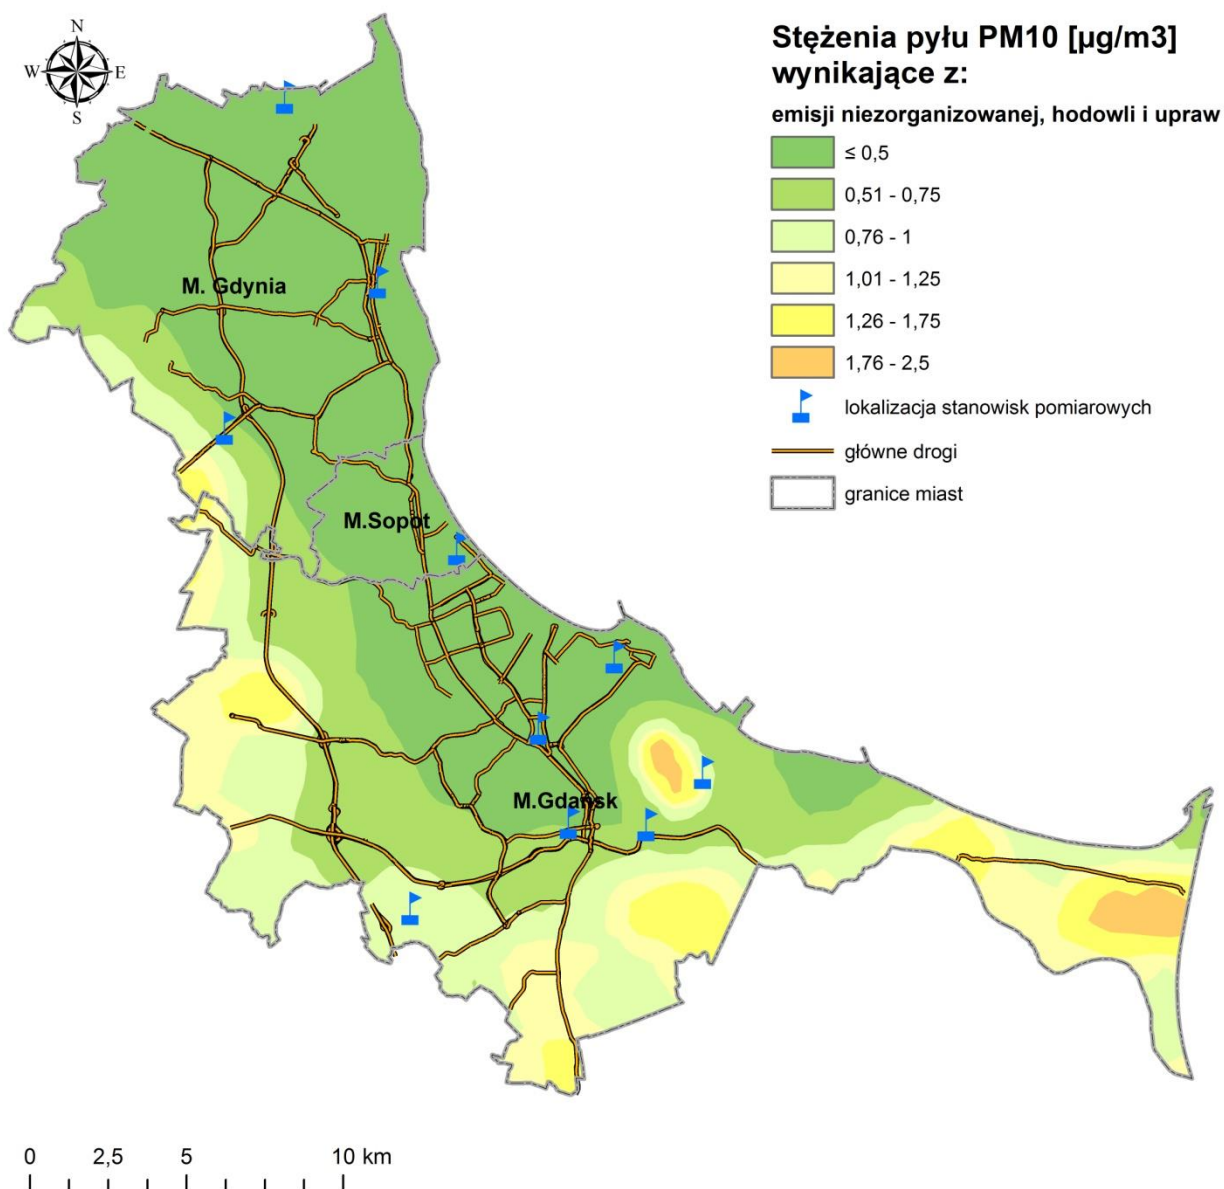 N
W
E
S
Stężenia pyłu PM10 [µg/m3]
wynikające z:
emisji niezorganizowanej, hodowli i upraw
≤ 0,5
0,51 - 0,75
0,76 - 1
1,01 - 1,25
1,26 - 1,75
1,76 - 2,5
lokalizacja stanowisk pomiarowych
główne drogi
granice miast
M. Gdynia
M.Sopot
M.Gdańsk
0 2,5 5 10 km